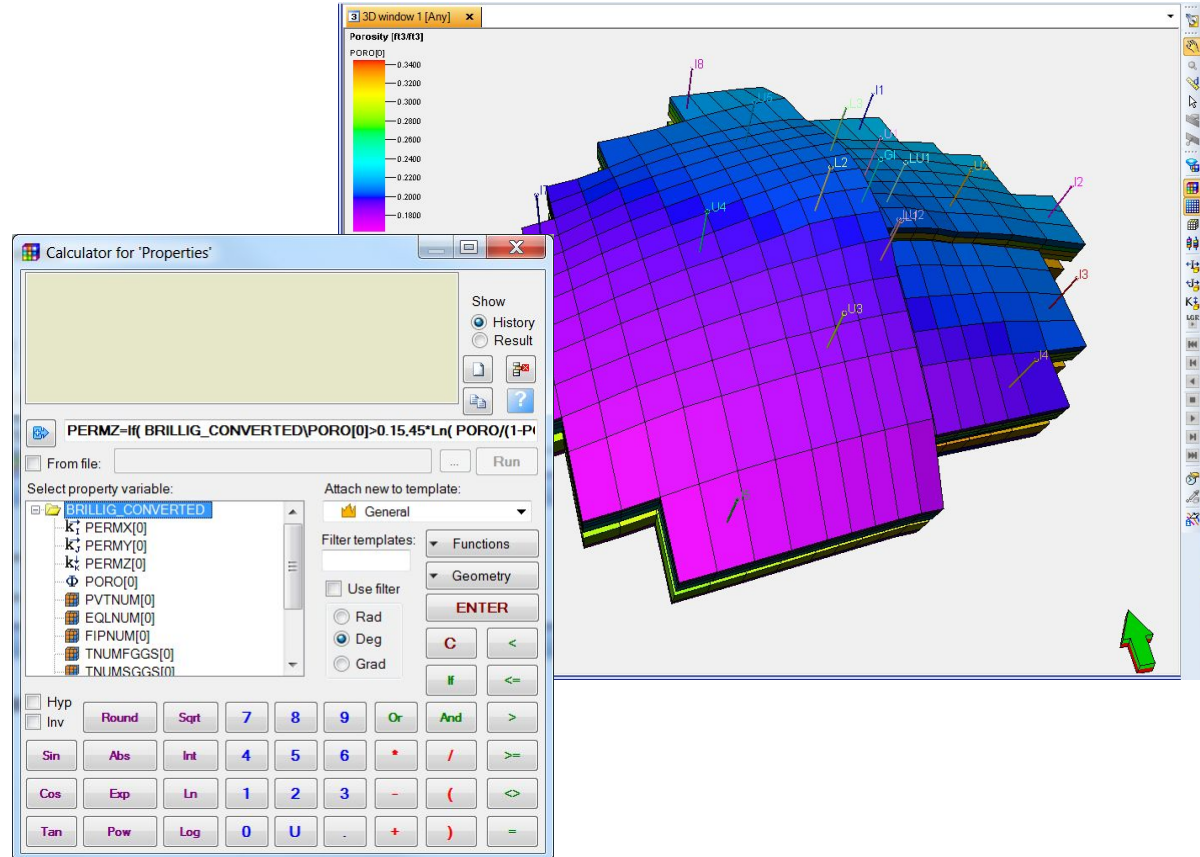 3 3D window 1 [Any] ×
Porosity [ft3/ft3]
PORO[0]
0.3400
0.3200
0.3000
0.2800
0.2600
0.2400
0.2200
0.2000
0.1800
I8
I1
L3
U1
GI
LU1
U2
L2
I2
I7
U4
I3
U3
I4
LGR
Calculator for 'Properties'
Show
History
Result
?
PERMZ=If( BRILLIG_CONVERTED\PORO[0]>0.15,45*Ln( PORO/(1-P
From file:
...
Run
Select property variable:
Attach new to template:
BRILLIG_CONVERTED
General
PERMX[0]
PERMY[0]
PERMZ[0]
Φ PORO[0]
PVTNUM[0]
EQLNUM[0]
FIPNUM[0]
TNUMFGGS[0]
TNUMSGGS[0]
Filter templates:
Functions
Use filter
Geometry
Rad
Deg
Grad
ENTER
C <
If <=
Hyp
Inv
Round Sqrt 7 8 9 Or And >
Sin Abs Int 4 5 6 * / >=
Cos Exp Ln 1 2 3 - ( <>
Tan Pow Log 0 U . + ) =